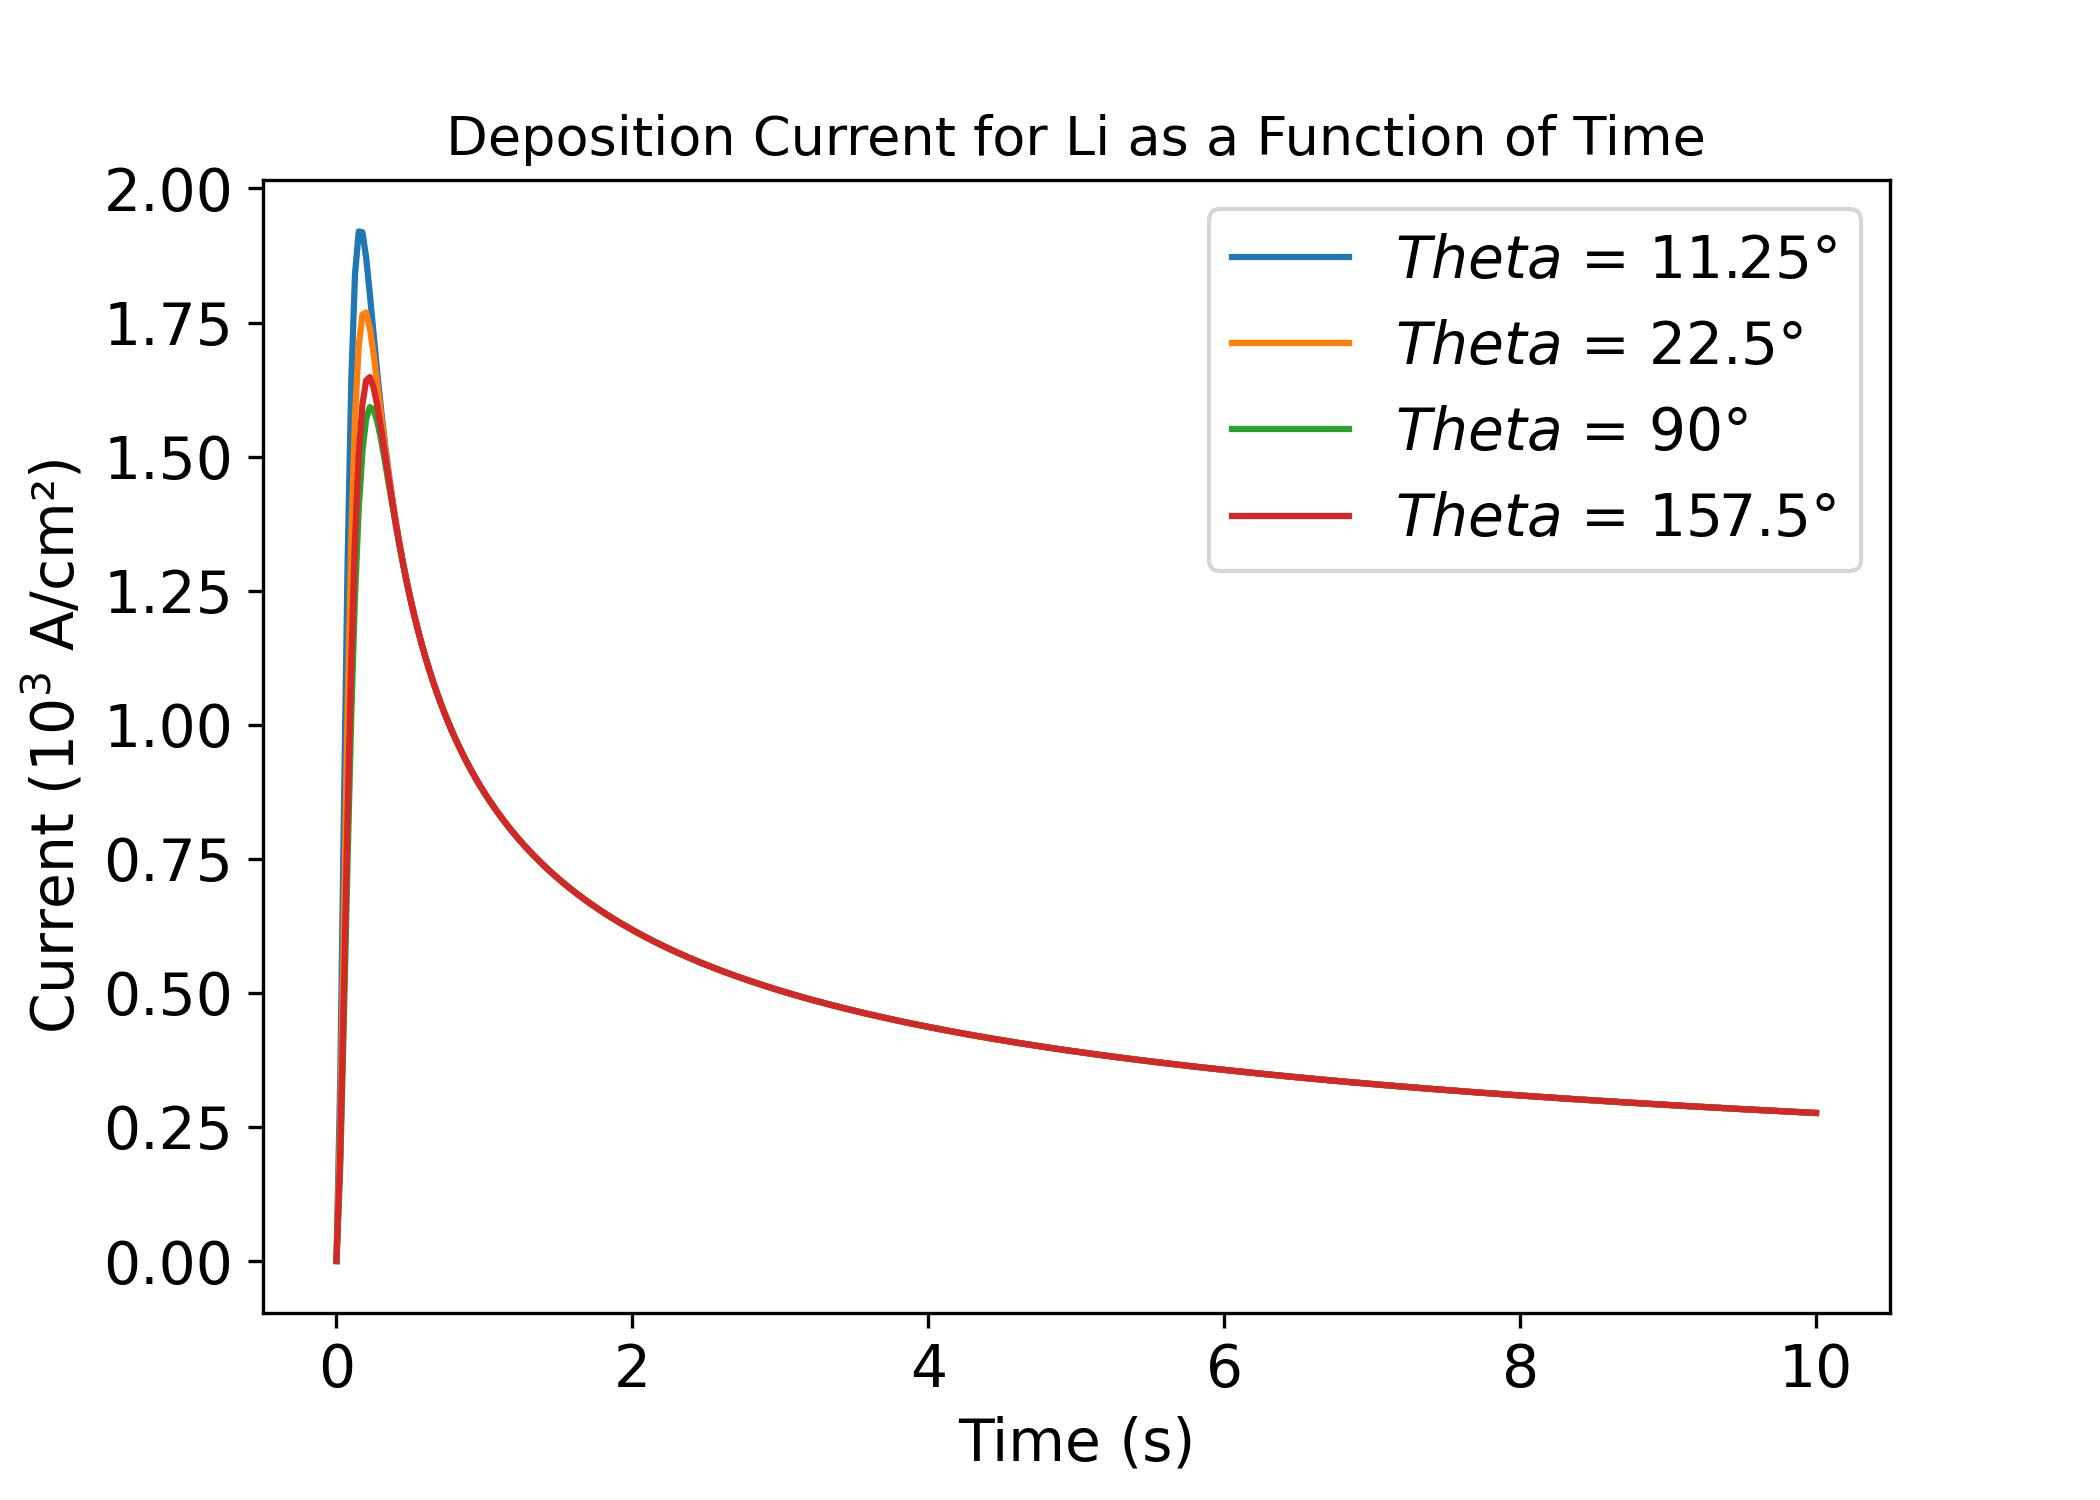 Deposition Current for Li as a Function of Time
Current (10³ A/cm²)
2.00
1.75
1.50
1.25
1.00
0.75
0.50
0.25
0.00
Theta = 11.25°
Theta = 22.5°
Theta = 90°
Theta = 157.5°
0 2 4 6 8 10
Time (s)